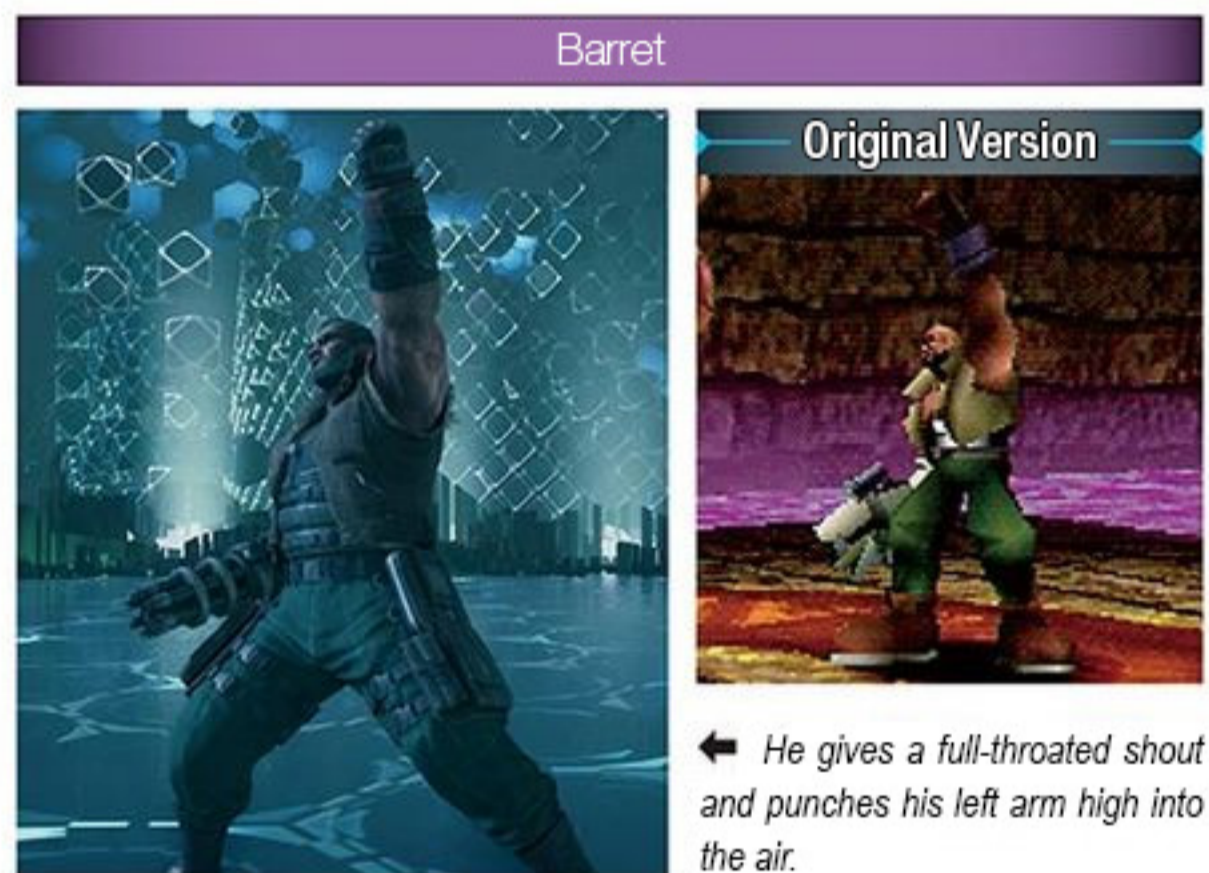 Barret
Original Version
He gives a full-throated shout
and punches his left arm high into
the air.